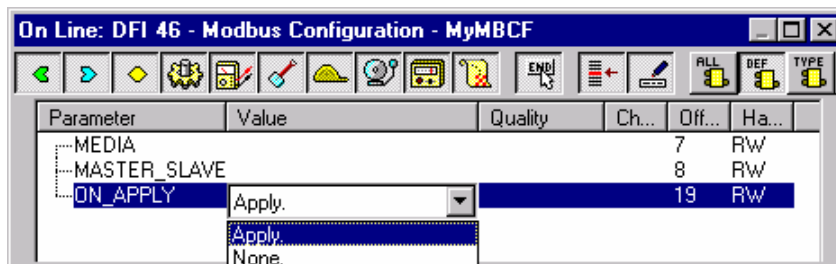 On Line: DFI 46 - Modbus Configuration - MyMBCF
END ALL DEF TYPE
Parameter Value Quality Ch... Off... Ha...
MEDIA 7 RW
MASTER_SLAVE 8 RW
ON_APPLY Apply. 19 RW
Apply.
None.